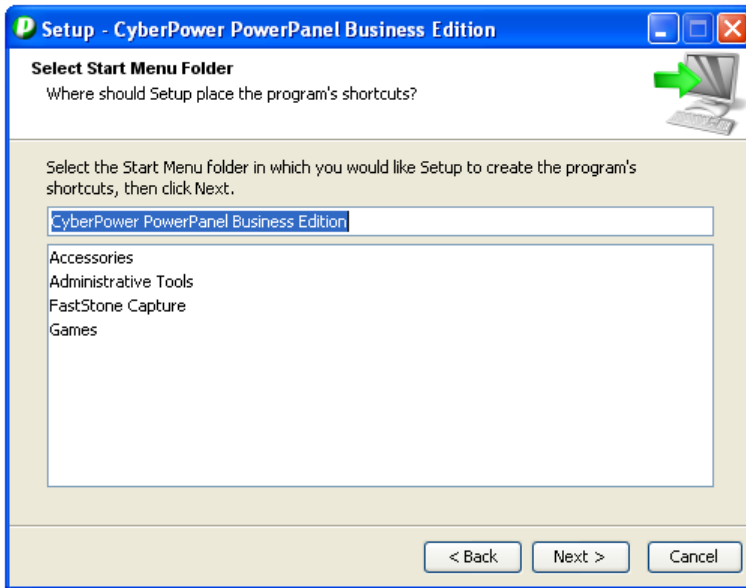 Setup - CyberPower PowerPanel Business Edition
Select Start Menu Folder
Where should Setup place the program's shortcuts?
Select the Start Menu folder in which you would like Setup to create the program's
shortcuts, then click Next.
CyberPower PowerPanel Business Edition
Accessories
Administrative Tools
FastStone Capture
Games
< Back
Next >
Cancel